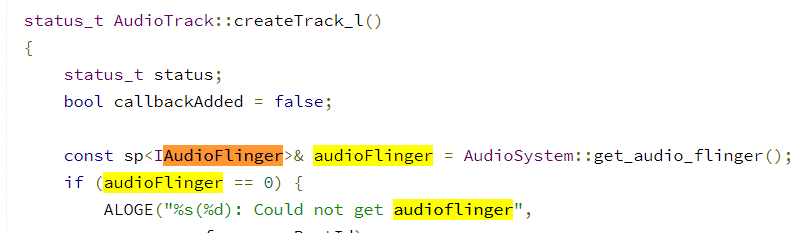 status_t AudioTrack::createTrack_l()
{
    status_t status;
    bool callbackAdded = false;
    const sp<IAudioFlinger>& audioFlinger = AudioSystem::get_audio_flinger();
    if (audioFlinger == 0) {
        ALOGE("%s(%d): Could not get audioflinger",